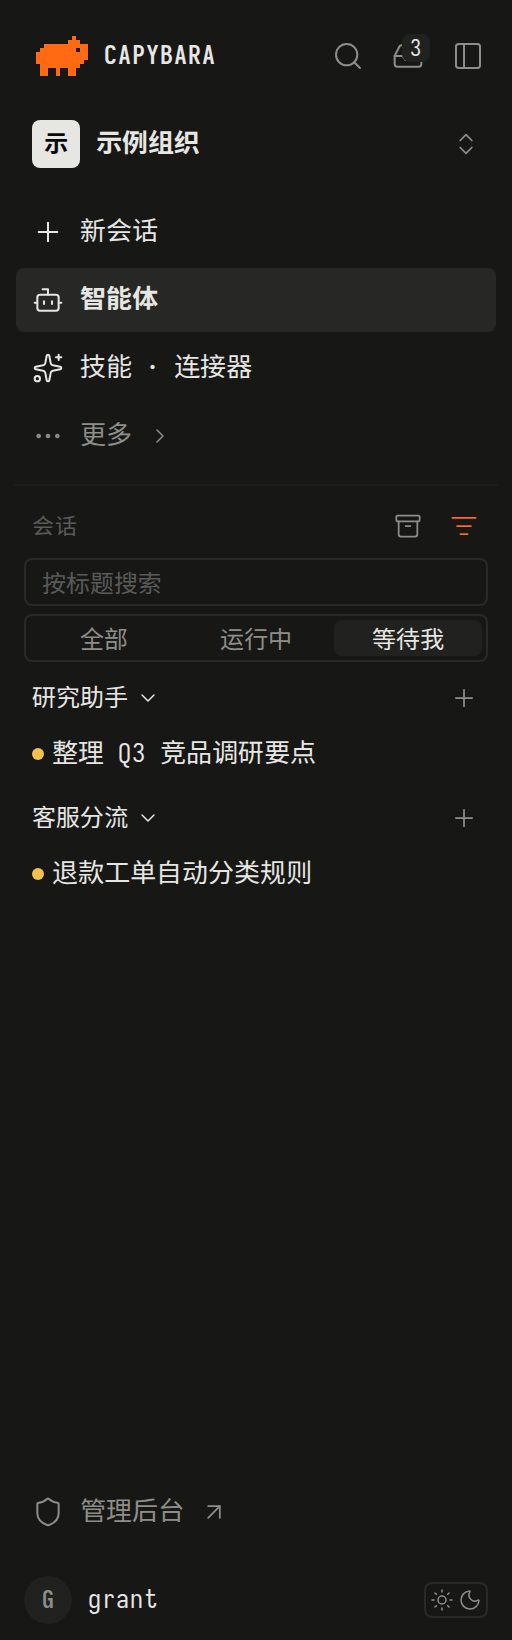 CAPYBARA
3
示 示例组织
新会话
智能体
技能 · 连接器
更多
会话
按标题搜索
全部 运行中 等待我
研究助手
整理 Q3 竞品调研要点
客服分流
退款工单自动分类规则
管理后台
G grant